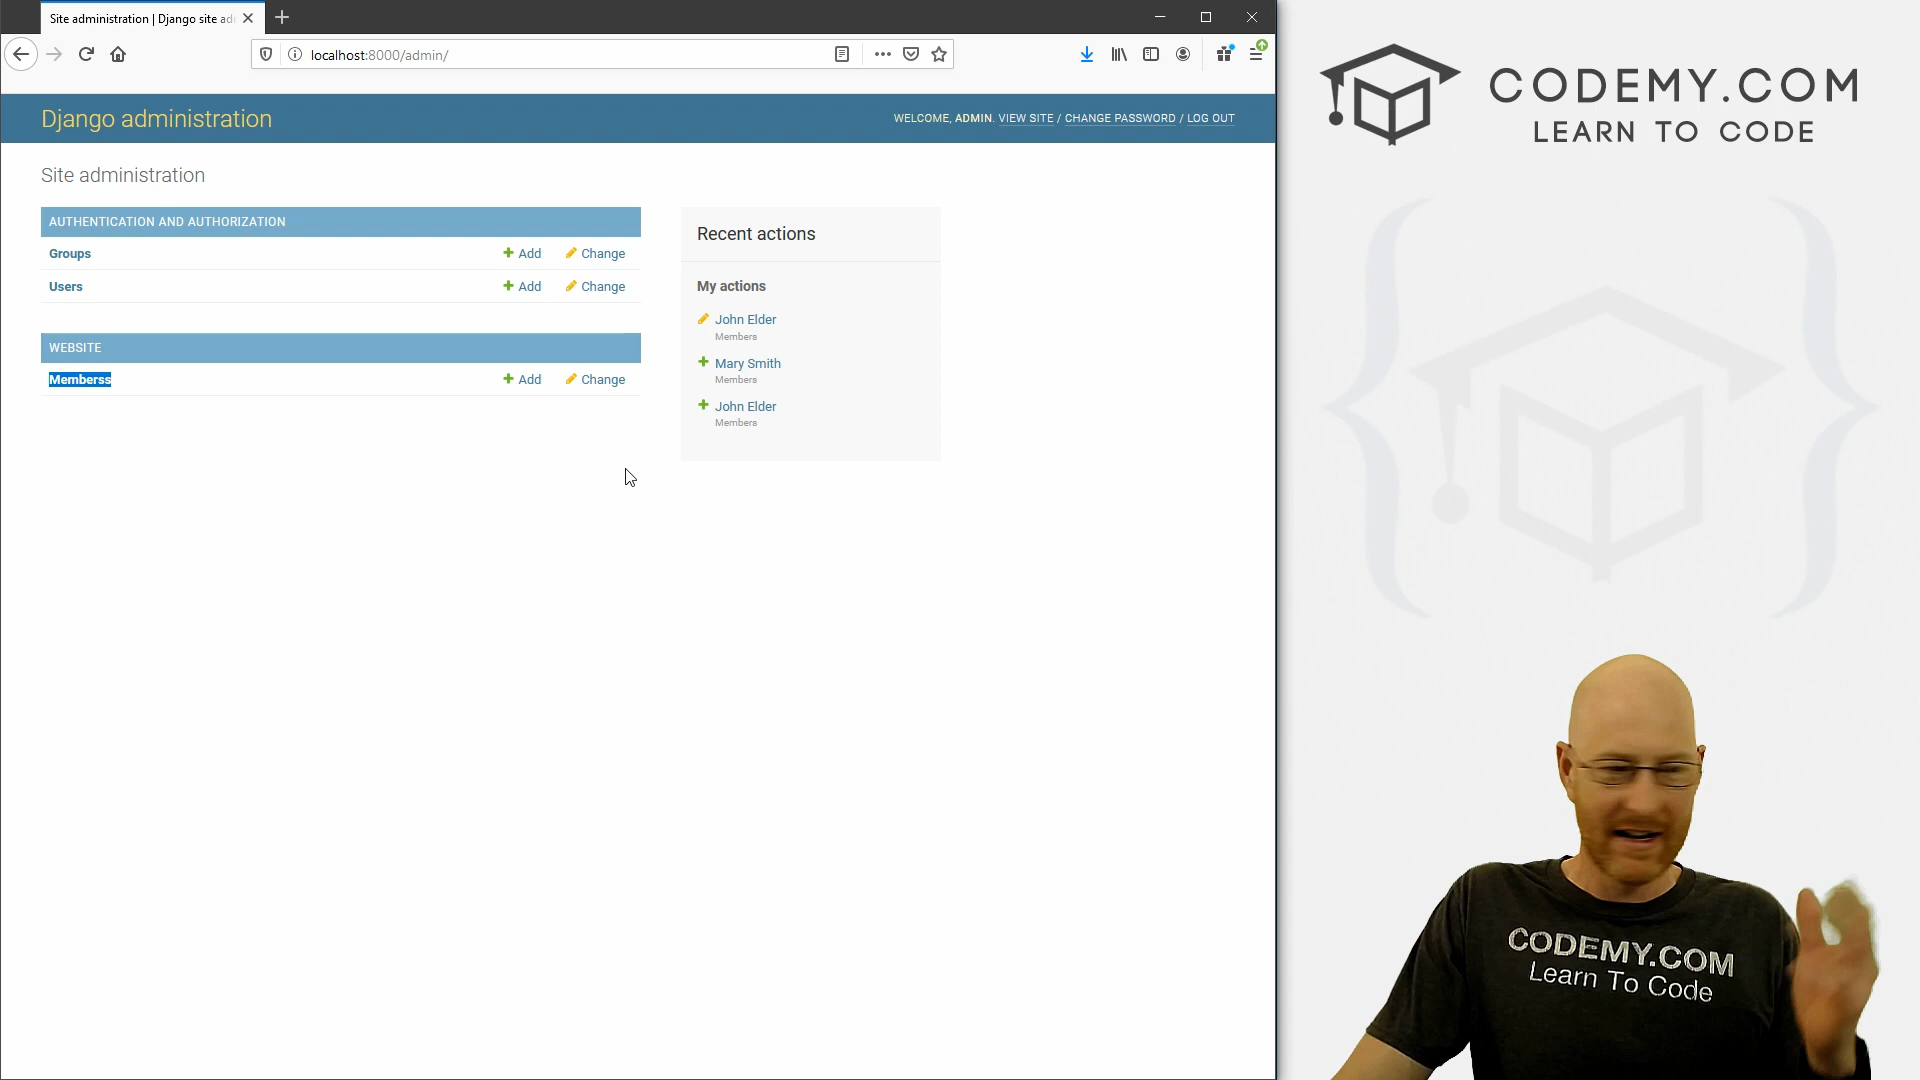 Site administration | Django site ad
localhost:8000/admin/
Django administration
WELCOME, ADMIN. VIEW SITE / CHANGE PASSWORD / LOG OUT
Site administration
AUTHENTICATION AND AUTHORIZATION
Groups
Add
Change
Users
Add
Change
WEBSITE
Memberss
Add
Change
Recent actions
My actions
John Elder
Members
Mary Smith
Members
John Elder
Members
CODEMY.COM
LEARN TO CODE
CODEMY.COM
Learn To Code